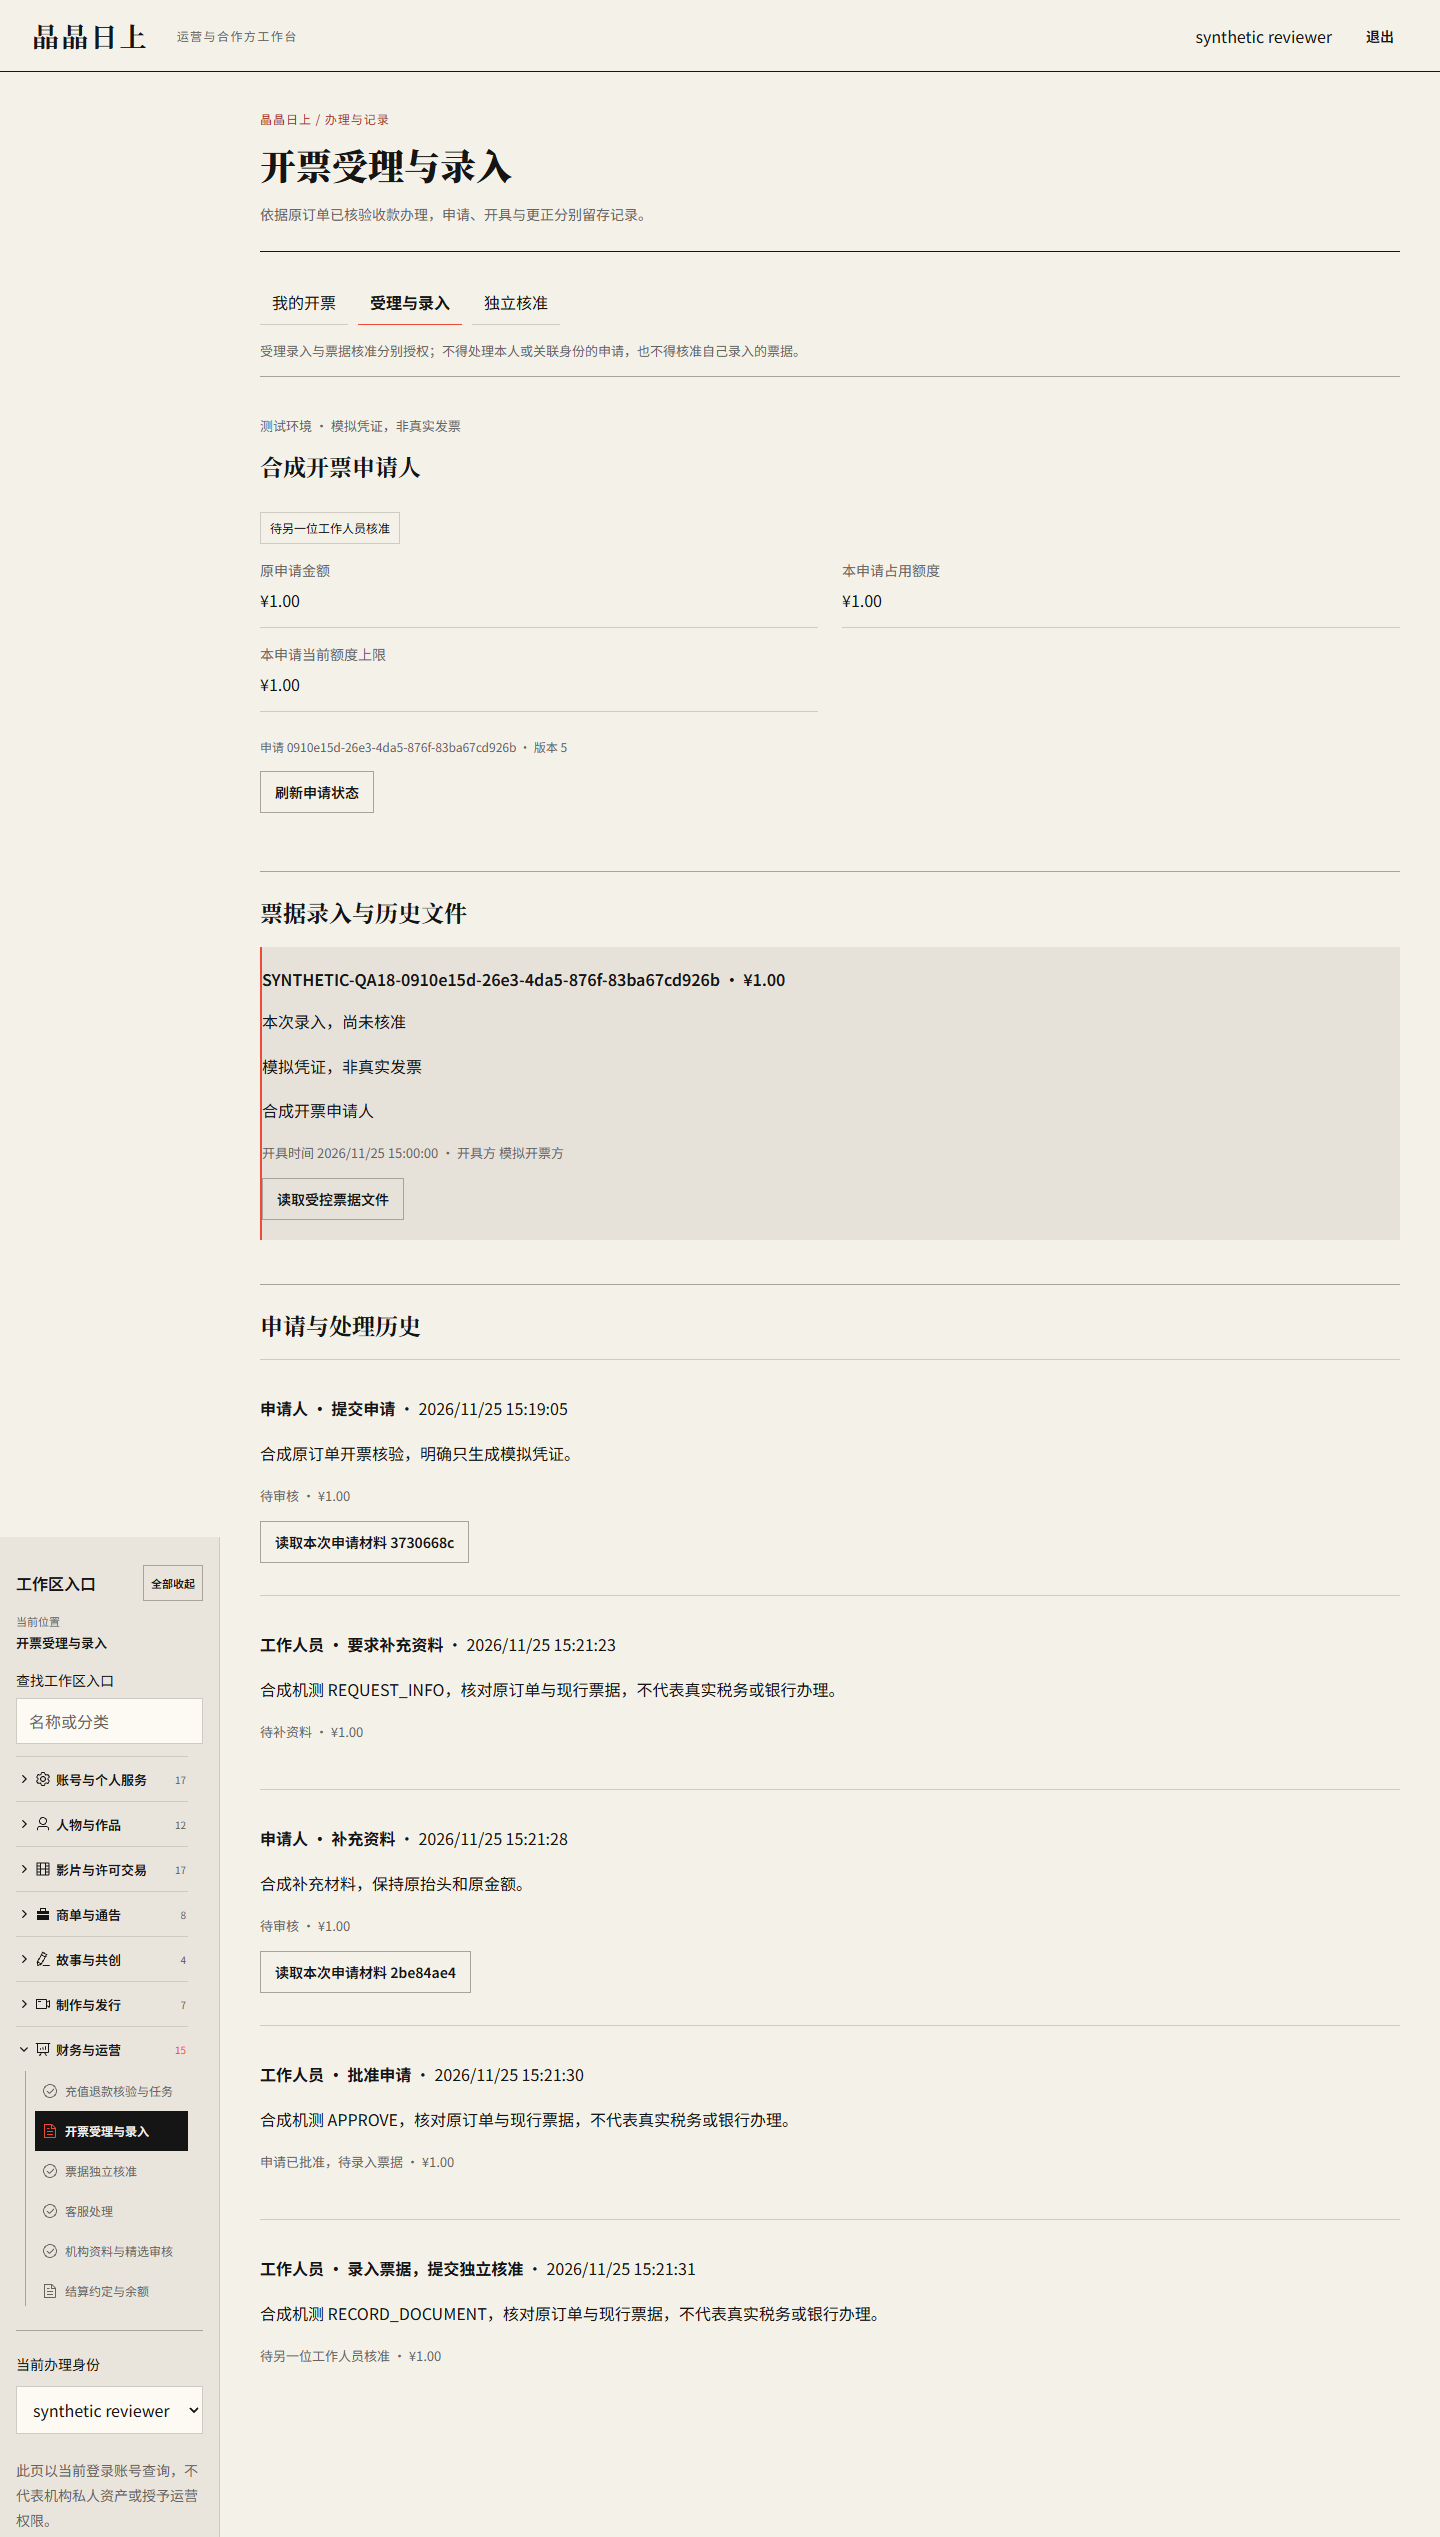 晶晶日上
运营与合作方工作台
synthetic reviewer
退出
晶晶日上 / 办理与记录
开票受理与录入
依据原订单已核验收款办理，申请、开具与更正分别留存记录。
我的开票
受理与录入
独立核准
受理录入与票据核准分别授权；不得处理本人或关联身份的申请，也不得核准自己录入的票据。
测试环境 · 模拟凭证，非真实发票
合成开票申请人
待另一位工作人员核准
原申请金额
¥1.00
本申请占用额度
¥1.00
本申请当前额度上限
¥1.00
申请 0910e15d-26e3-4da5-876f-83ba67cd926b · 版本 5
刷新申请状态
票据录入与历史文件
SYNTHETIC-QA18-0910e15d-26e3-4da5-876f-83ba67cd926b · ¥1.00
本次录入，尚未核准
模拟凭证，非真实发票
合成开票申请人
开具时间 2026/11/25 15:00:00 · 开具方 模拟开票方
读取受控票据文件
申请与处理历史
申请人 · 提交申请 · 2026/11/25 15:19:05
合成原订单开票核验，明确只生成模拟凭证。
待审核 · ¥1.00
读取本次申请材料 3730668c
工作人员 · 要求补充资料 · 2026/11/25 15:21:23
合成机测 REQUEST_INFO，核对原订单与现行票据，不代表真实税务或银行办理。
待补资料 · ¥1.00
申请人 · 补充资料 · 2026/11/25 15:21:28
合成补充材料，保持原抬头和原金额。
待审核 · ¥1.00
读取本次申请材料 2be84ae4
工作人员 · 批准申请 · 2026/11/25 15:21:30
合成机测 APPROVE，核对原订单与现行票据，不代表真实税务或银行办理。
申请已批准，待录入票据 · ¥1.00
工作人员 · 录入票据，提交独立核准 · 2026/11/25 15:21:31
合成机测 RECORD_DOCUMENT，核对原订单与现行票据，不代表真实税务或银行办理。
待另一位工作人员核准 · ¥1.00
工作区入口
全部收起
当前位置
开票受理与录入
查找工作区入口
名称或分类
账号与个人服务 17
人物与作品 12
影片与许可交易 17
商单与通告 8
故事与共创 4
制作与发行 7
财务与运营 15
充值退款核验与任务
开票受理与录入
票据独立核准
客服处理
机构资料与精选审核
结算约定与余额
当前办理身份
synthetic reviewer
此页以当前登录账号查询，不
代表机构私人资产或授予运营
权限。